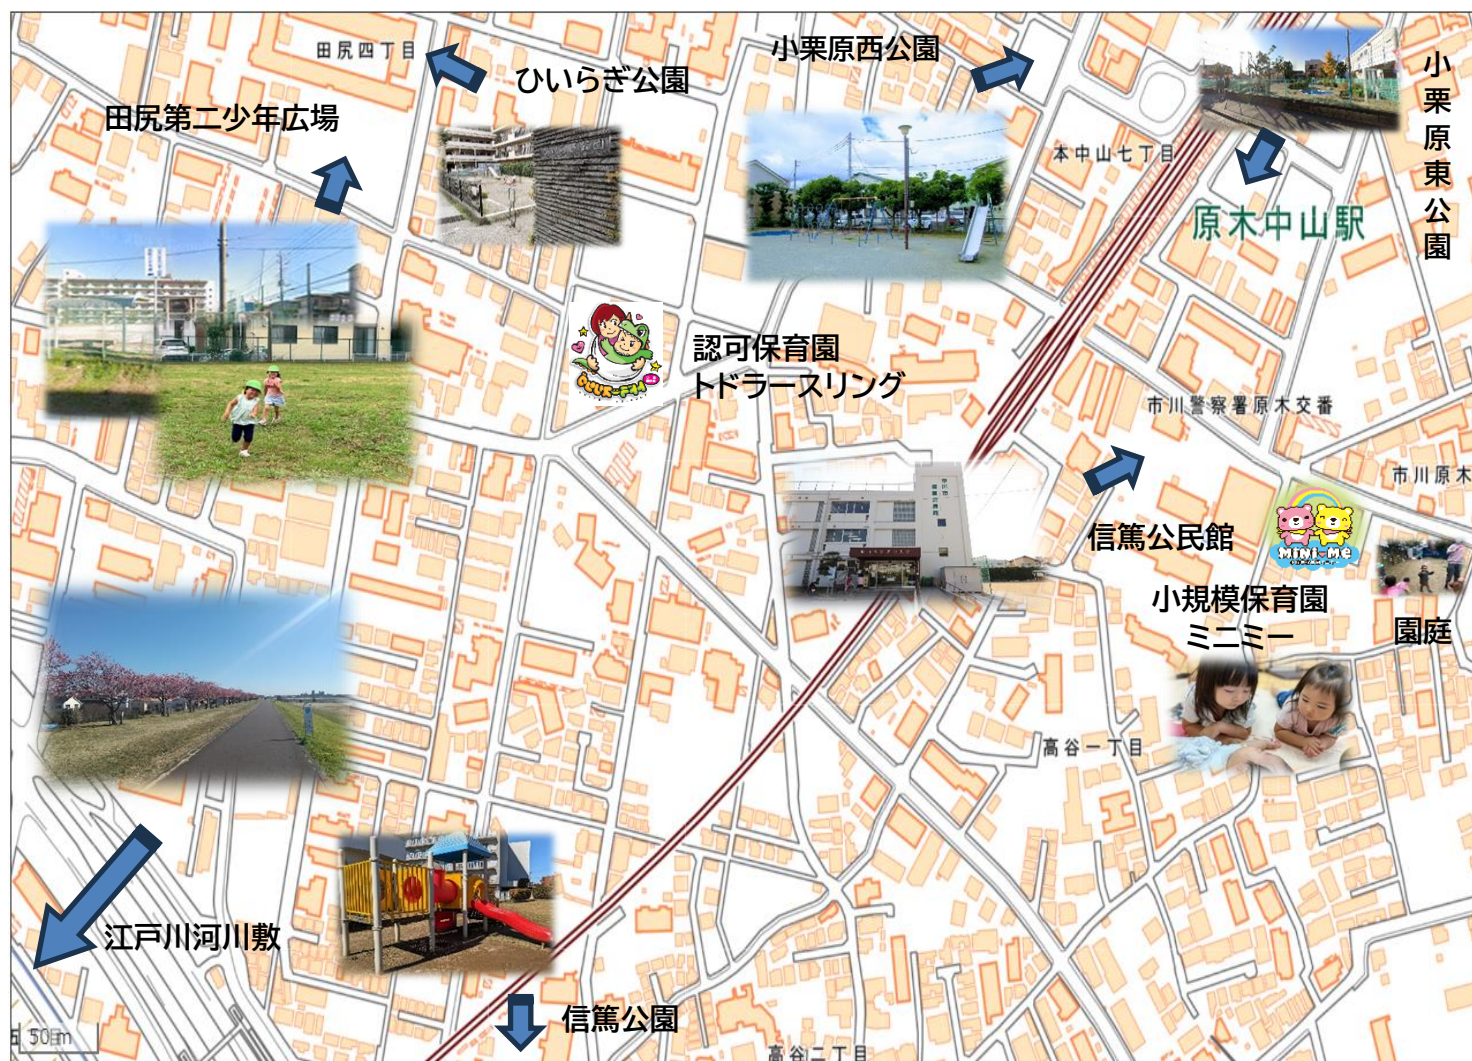 田尻四丁目
ひいらぎ公園
小栗原西公園
小栗原東公園
田尻第二少年広場
本中山七丁目
原木中山駅
認可保育園
トドラースリング
市川警察署原木交番
市川原木
信篤公民館
MINI-ME
小規模保育園
ミニミー
園庭
高谷一丁目
江戸川河川敷
信篤公園
高谷二丁目
50m